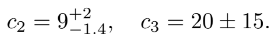 c₂ = 9⁺²₋₁.₄, c₃ = 20 ± 15.